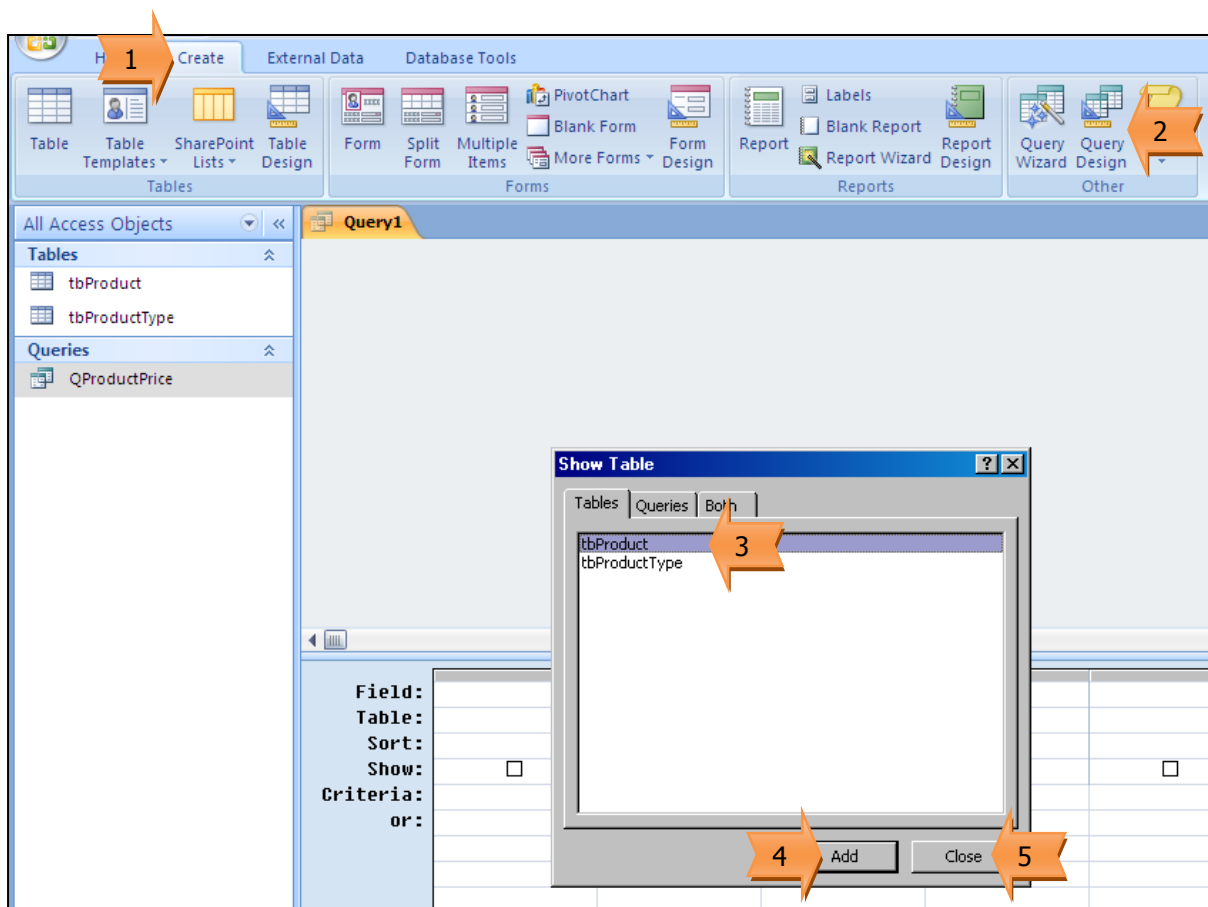 1
H
Create
External Data
Database Tools
Table
Table Templates
SharePoint Lists
Table Design
Tables
Form
Split Form
Multiple Items
PivotChart
Blank Form
More Forms
Form Design
Forms
Report
Labels
Blank Report
Report Wizard
Report Design
Reports
Query Wizard
Query Design
2
Other
All Access Objects
Query1
Tables
tbProduct
tbProductType
Queries
QProductPrice
Show Table
Tables
Queries
Both
tbProduct
3
tbProductType
Field:
Table:
Sort:
Show:
Criteria:
or:
4
Add
Close
5